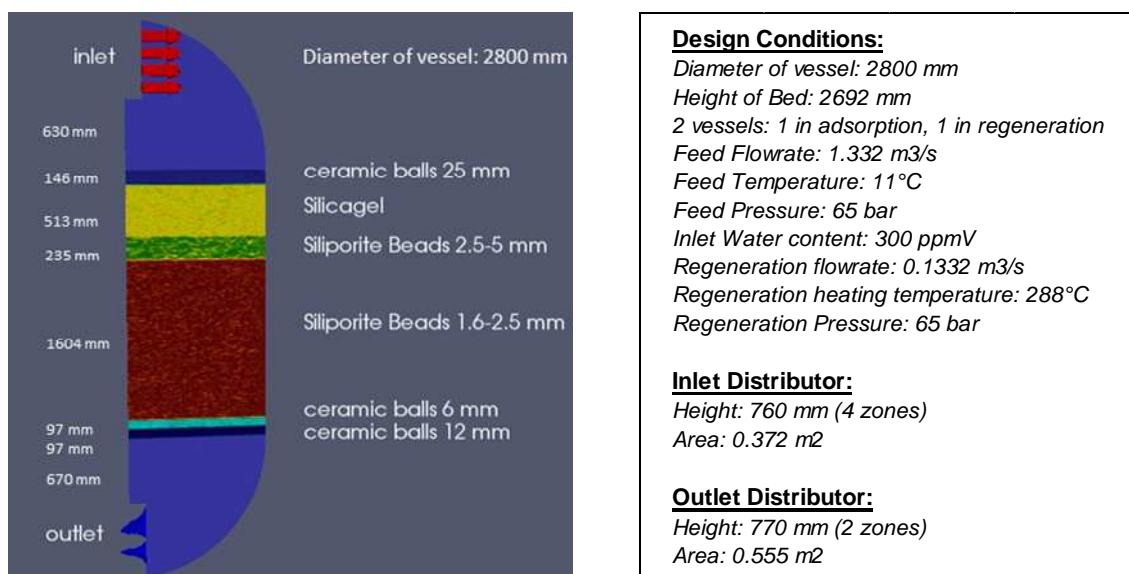 inlet
Diameter of vessel: 2800 mm
630 mm
146 mm
ceramic balls 25 mm
513 mm
Silicagel
235 mm
Siliporite Beads 2.5-5 mm
1604 mm
Siliporite Beads 1.6-2.5 mm
97 mm
ceramic balls 6 mm
97 mm
ceramic balls 12 mm
670 mm
outlet
Design Conditions:
Diameter of vessel: 2800 mm
Height of Bed: 2692 mm
2 vessels: 1 in adsorption, 1 in regeneration
Feed Flowrate: 1.332 m3/s
Feed Temperature: 11°C
Feed Pressure: 65 bar
Inlet Water content: 300 ppmV
Regeneration flowrate: 0.1332 m3/s
Regeneration heating temperature: 288°C
Regeneration Pressure: 65 bar
Inlet Distributor:
Height: 760 mm (4 zones)
Area: 0.372 m2
Outlet Distributor:
Height: 770 mm (2 zones)
Area: 0.555 m2